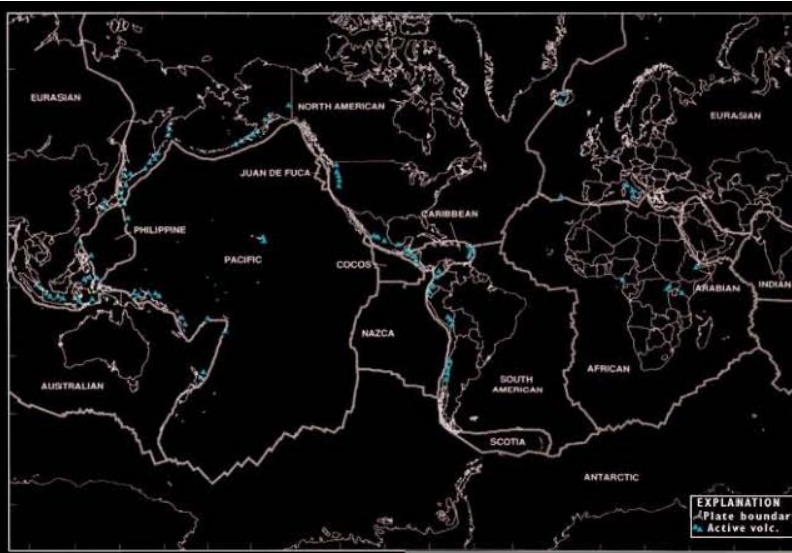 EURASIAN
NORTH AMERICAN
EURASIAN
JUAN DE FUCA
CARIBBEAN
PHILIPPINE
PACIFIC
COCOS
ARABIAN
INDIAN
NAZCA
AUSTRALIAN
SOUTH
AMERICAN
AFRICAN
SCOTIA
ANTARCTIC
EXPLANATION
Plate boundar
Active volc.